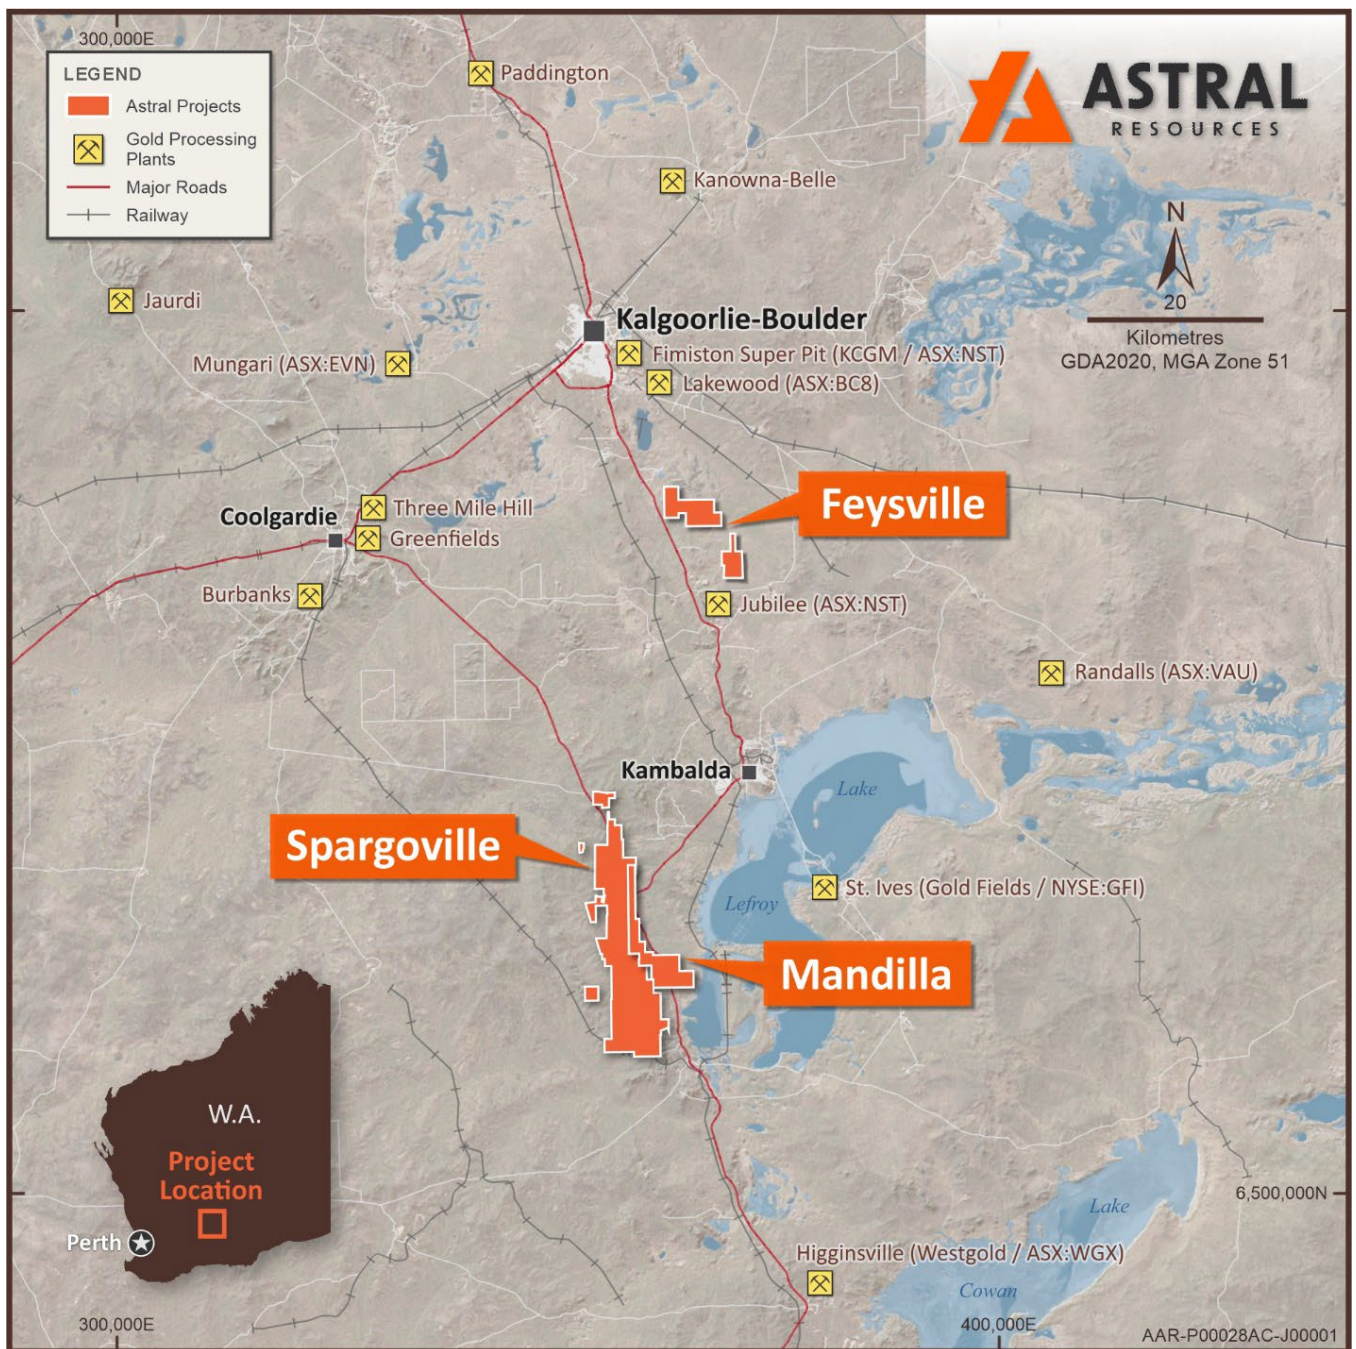 300,000E
LEGEND
Astral Projects
Gold Processing
Plants
Major Roads
Railway
ASTRAL
RESOURCES
Paddington
Kanowna-Belle
N
20
Kilometres
GDA2020, MGA Zone 51
Jaurdi
Kalgoorlie-Boulder
Mungari (ASX:EVN)
Fimiston Super Pit (KCGM / ASX:NST)
Lakewood (ASX:BC8)
Feysville
Coolgardie
Three Mile Hill
Greenfields
Burbanks
Jubilee (ASX:NST)
Randalls (ASX:VAU)
Kambalda
Lake
Spargoville
St. Ives (Gold Fields / NYSE:GFI)
Lefroy
Mandilla
W.A.
Project
Location
Perth
6,500,000N
Lake
Higginsville (Westgold / ASX:WGX)
Cowan
300,000E
400,000E
AAR-P00028AC-J00001